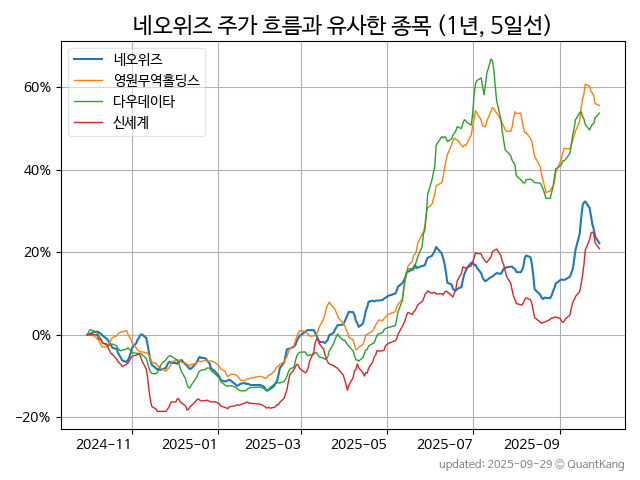 네오위즈 주가 흐름과 유사한 종목 (1년, 5일선)
네오위즈
영원무역홀딩스
다우데이타
신세계
60%
40%
20%
0%
−20%
2024-11
2025-01
2025-03
2025-05
2025-07
2025-09
updated: 2025-09-29 © QuantKang